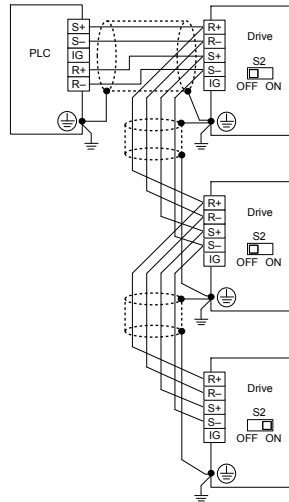 PLC
S+
S–
IG
R+
R–
R+
R–
S+
S–
IG
Drive
S2
OFF ON
R+
R–
S+
S–
IG
Drive
S2
OFF ON
R+
R–
S+
S–
IG
Drive
S2
OFF ON